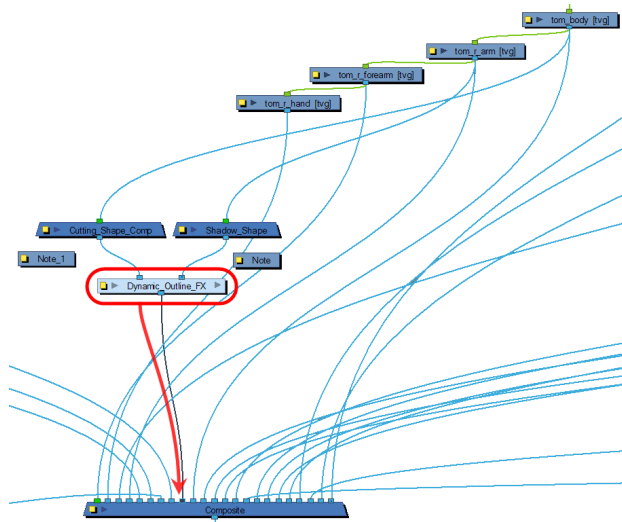 tom_body [tvg]
tom_r_arm [tvg]
tom_r_forearm [tvg]
tom_r_hand [tvg]
Cutting_Shape_Comp
Shadow_Shape
Note_1
Note
Dynamic_Outline_FX
Composite